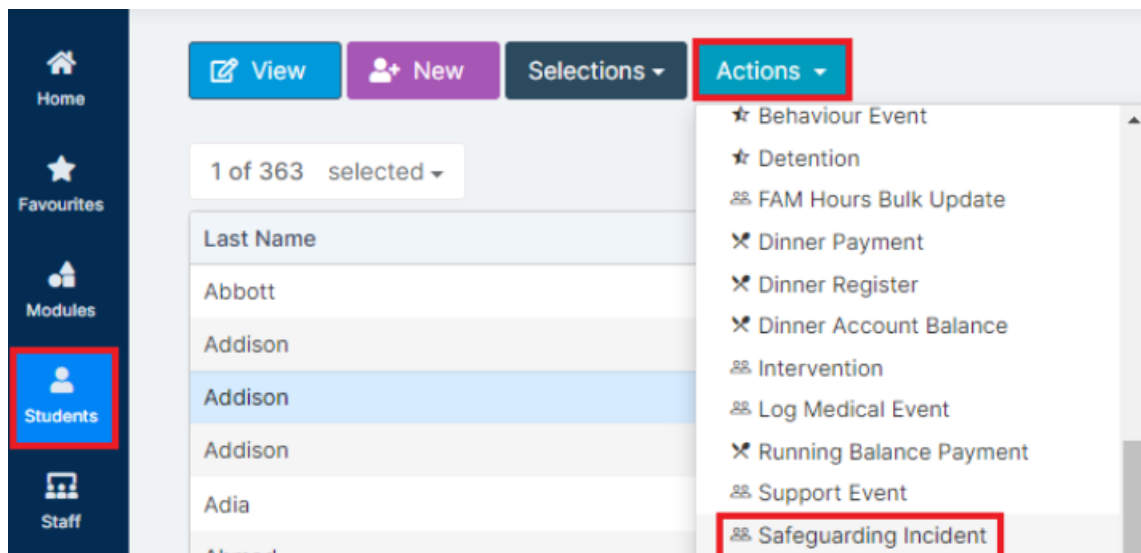 Home
Favourites
Modules
Students
Staff
View
New
Selections
Actions
1 of 363 selected
Last Name
Abbott
Addison
Addison
Addison
Adia
Behaviour Event
Detention
FAM Hours Bulk Update
Dinner Payment
Dinner Register
Dinner Account Balance
Intervention
Log Medical Event
Running Balance Payment
Support Event
Safeguarding Incident